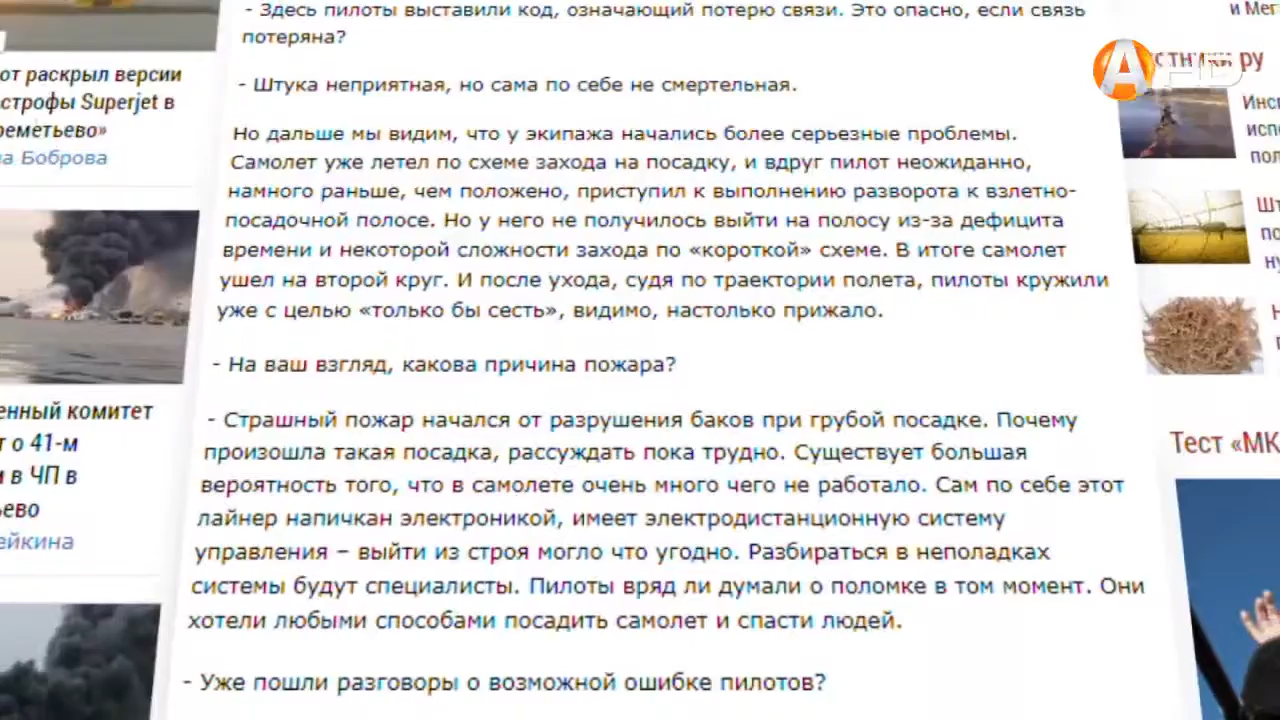 - Здесь пилоты выставили код, означающий потерю связи. Это опасно, если связь
потеряна?
- Штука неприятная, но сама по себе не смертельная.
Но дальше мы видим, что у экипажа начались более серьезные проблемы.
Самолет уже летел по схеме захода на посадку, и вдруг пилот неожиданно,
намного раньше, чем положено, приступил к выполнению разворота к взлетно-
посадочной полосе. Но у него не получилось выйти на полосу из-за дефицита
времени и некоторой сложности захода по «короткой» схеме. В итоге самолет
ушел на второй круг. И после ухода, судя по траектории полета, пилоты кружили
уже с целью «только бы сесть», видимо, настолько прижало.
- На ваш взгляд, какова причина пожара?
- Страшный пожар начался от разрушения баков при грубой посадке. Почему
произошла такая посадка, рассуждать пока трудно. Существует большая
вероятность того, что в самолете очень много чего не работало. Сам по себе этот
лайнер напичкан электроникой, имеет электродистанционную систему
управления – выйти из строя могло что угодно. Разбираться в неполадках
системы будут специалисты. Пилоты вряд ли думали о поломке в том момент. Они
хотели любыми способами посадить самолет и спасти людей.
- Уже пошли разговоры о возможной ошибке пилотов?
от раскрыл версии
строфы Superjet в
реметьево»
на Боброва
енный комитет
т о 41-м
м в ЧП в
ьево
ейкина
и Мег
А HD
Тест «МК